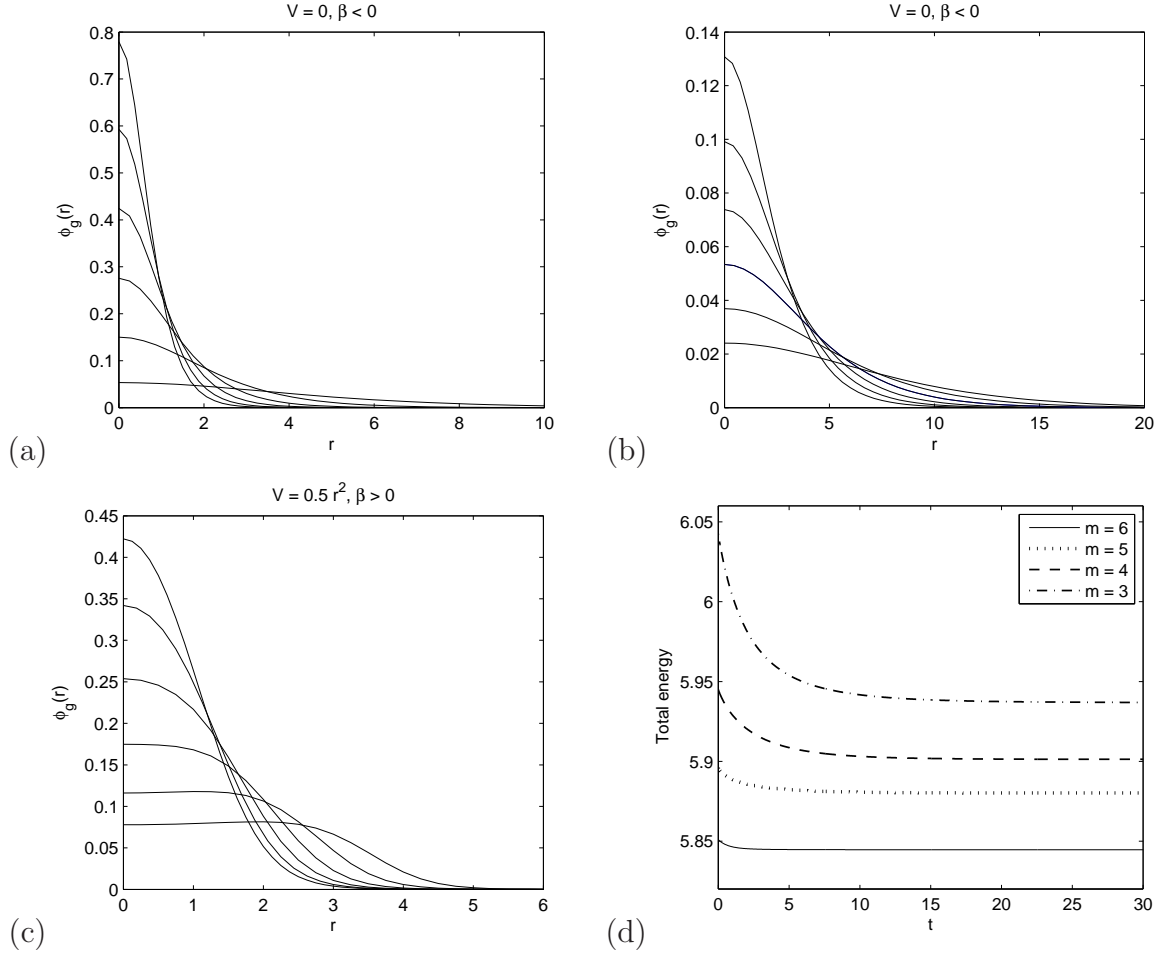 V = 0, β < 0
0.8
0.7
0.6
0.5
0.4
0.3
0.2
0.1
0
ϕg(r)
0 2 4 6 8 10
r
(a)
V = 0, β < 0
0.14
0.12
0.1
0.08
0.06
0.04
0.02
0
ϕg(r)
0 5 10 15 20
r
(b)
V = 0.5 r², β > 0
0.45
0.4
0.35
0.3
0.25
0.2
0.15
0.1
0.05
0
ϕg(r)
0 1 2 3 4 5 6
r
(c)
6.05
6
5.95
5.9
5.85
Total energy
m = 6
m = 5
m = 4
m = 3
0 5 10 15 20 25 30
t
(d)